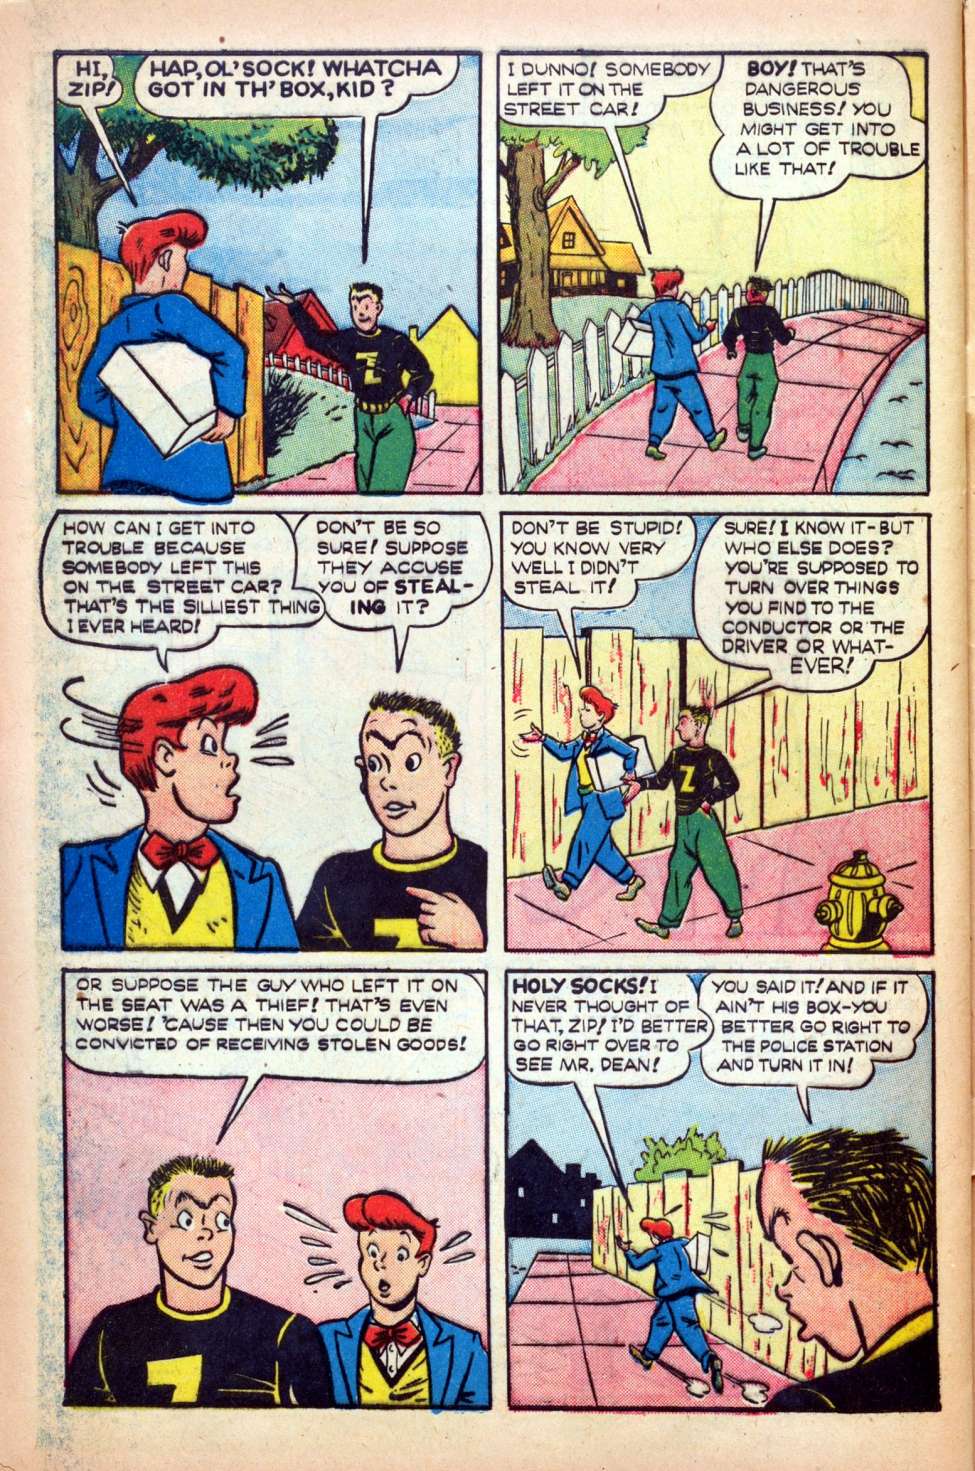 HI,
ZIP!
HAP, OL' SOCK! WHATCHA
GOT IN TH' BOX, KID?
I DUNNO! SOMEBODY
LEFT IT ON THE
STREET CAR!
BOY! THAT'S
DANGEROUS
BUSINESS! YOU
MIGHT GET INTO
A LOT OF TROUBLE
LIKE THAT!
Z
HOW CAN I GET INTO
TROUBLE BECAUSE
SOMEBODY LEFT THIS
ON THE STREET CAR?
THAT'S THE SILLIEST THING
I EVER HEARD!
DON'T BE SO
SURE! SUPPOSE
THEY ACCUSE
YOU OF STEAL-
ING IT?
Z
DON'T BE STUPID!
YOU KNOW VERY
WELL I DIDN'T
STEAL IT!
SURE! I KNOW IT-BUT
WHO ELSE DOES?
YOU'RE SUPPOSED TO
TURN OVER THINGS
YOU FIND TO THE
CONDUCTOR OR THE
DRIVER OR WHAT-
EVER!
Z
OR SUPPOSE THE GUY WHO LEFT IT ON
THE SEAT WAS A THIEF! THAT'S EVEN
WORSE! 'CAUSE THEN YOU COULD BE
CONVICTED OF RECEIVING STOLEN GOODS!
Z
HOLY SOCKS! I
NEVER THOUGHT OF
THAT, ZIP! I'D BETTER
GO RIGHT OVER TO
SEE MR. DEAN!
YOU SAID IT! AND IF IT
AIN'T HIS BOX-YOU
BETTER GO RIGHT TO
THE POLICE STATION
AND TURN IT IN!